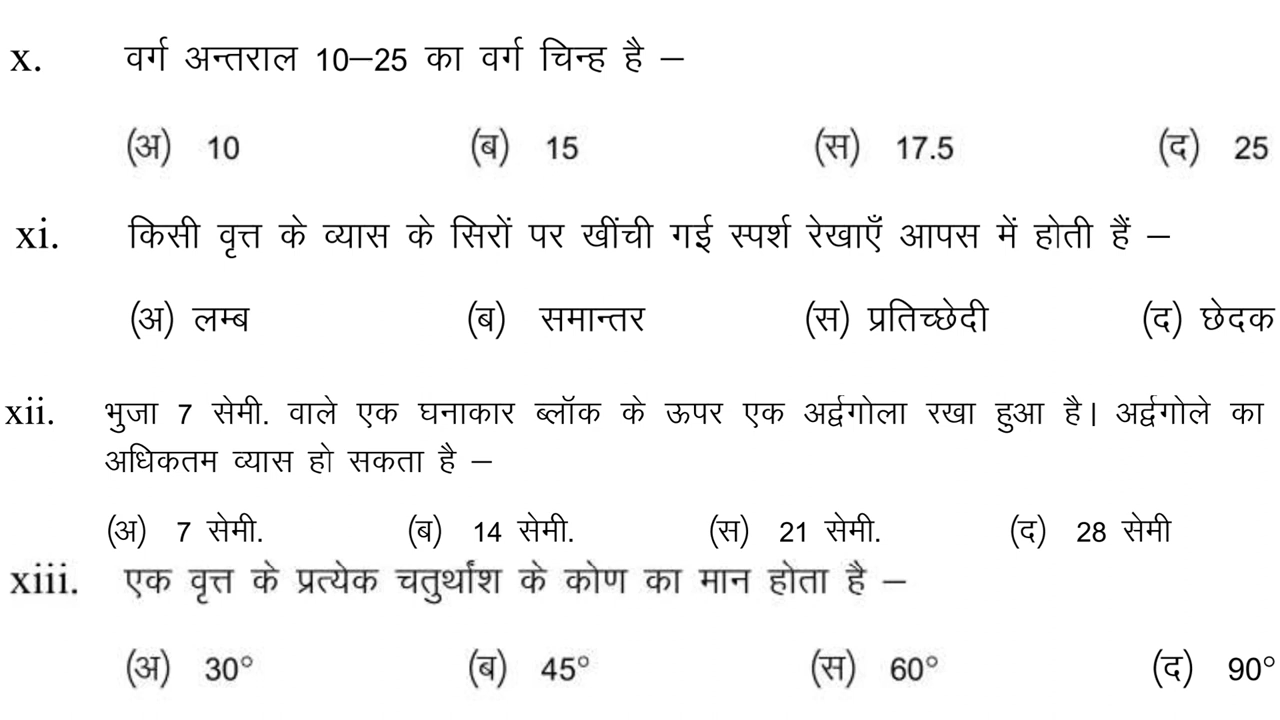 x. वर्ग अन्तराल 10–25 का वर्ग चिन्ह है –
(अ) 10 (ब) 15 (स) 17.5 (द) 25
xi. किसी वृत्त के व्यास के सिरों पर खींची गई स्पर्श रेखाएँ आपस में होती हैं –
(अ) लम्ब (ब) समान्तर (स) प्रतिच्छेदी (द) छेदक
xii. भुजा 7 सेमी. वाले एक घनाकार ब्लॉक के ऊपर एक अर्द्वगोला रखा हुआ है। अर्द्वगोले का
अधिकतम व्यास हो सकता है –
(अ) 7 सेमी. (ब) 14 सेमी. (स) 21 सेमी. (द) 28 सेमी
xiii. एक वृत्त के प्रत्येक चतुर्थांश के कोण का मान होता है –
(अ) 30° (ब) 45° (स) 60° (द) 90°